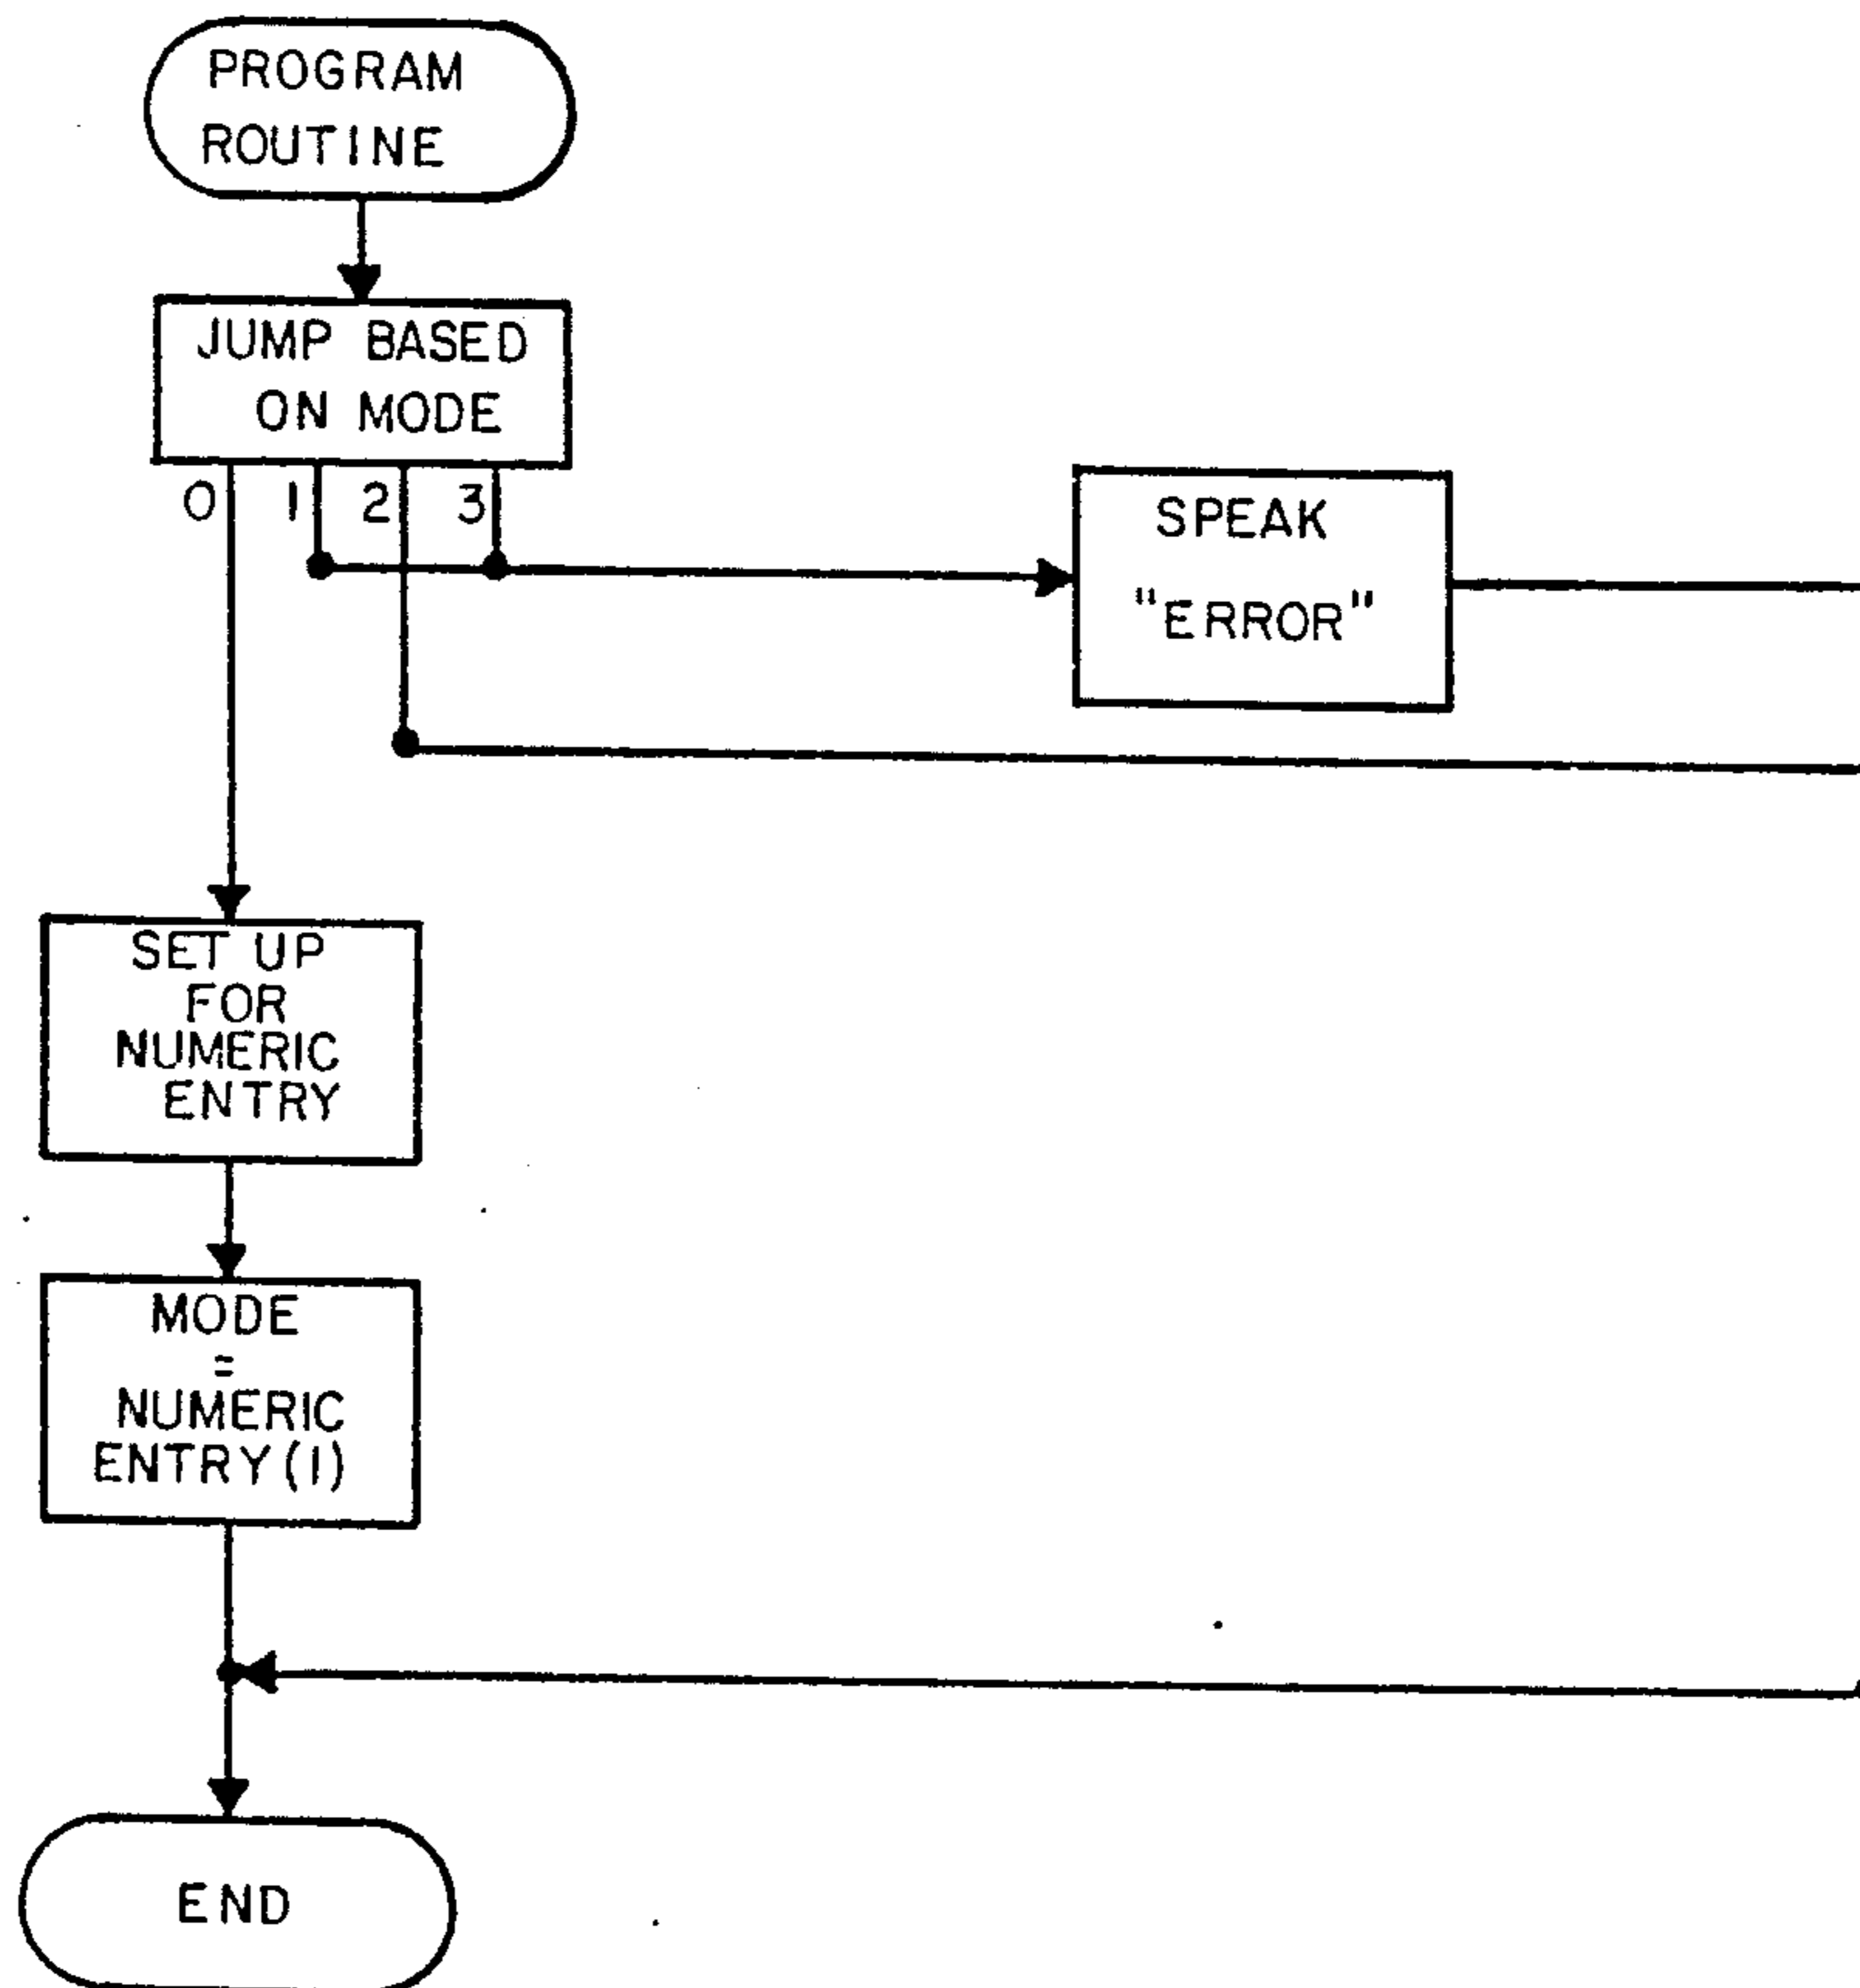 PROGRAM
ROUTINE
JUMP BASED
ON MODE
0 1 2 3
SPEAK
"ERROR"
SET UP
FOR
NUMERIC
ENTRY
MODE
=
NUMERIC
ENTRY(1)
END